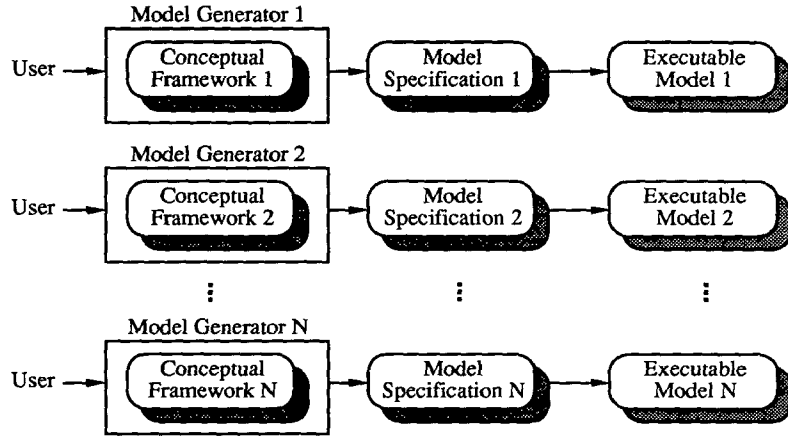 Model Generator 1
User
Conceptual
Framework 1
Model
Specification 1
Executable
Model 1
Model Generator 2
User
Conceptual
Framework 2
Model
Specification 2
Executable
Model 2
Model Generator N
User
Conceptual
Framework N
Model
Specification N
Executable
Model N